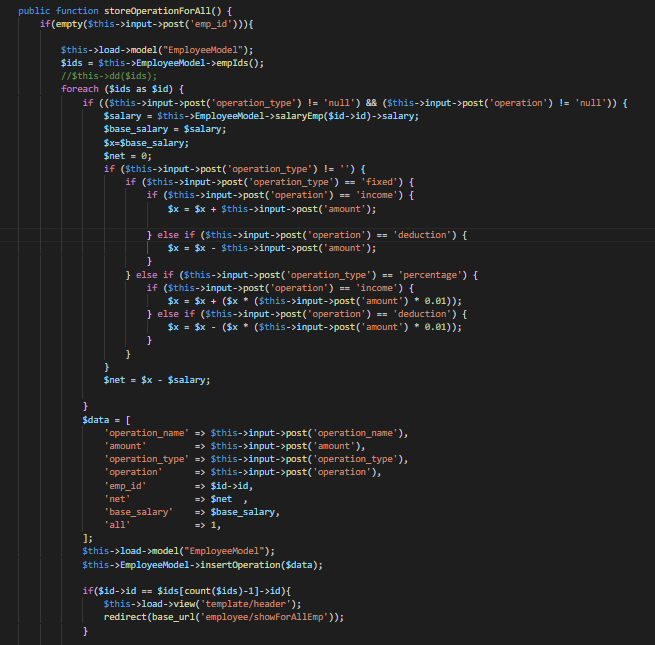 public function storeOperationForAll() {
if(empty($this->input->post('emp_id'))){
$this->load->model("EmployeeModel");
$ids = $this->EmployeeModel->empIds();
//$this->dd($ids);
foreach ($ids as $id) {
if (($this->input->post('operation_type') != 'null') && ($this->input->post('operation') != 'null')) {
$salary = $this->EmployeeModel->salaryEmp($id->id)->salary;
$base_salary = $salary;
$x=$base_salary;
$net = 0;
if ($this->input->post('operation_type') != '') {
if ($this->input->post('operation_type') == 'fixed') {
if ($this->input->post('operation') == 'income') {
$x = $x + $this->input->post('amount');
} else if ($this->input->post('operation') == 'deduction') {
$x = $x - $this->input->post('amount');
}
} else if ($this->input->post('operation_type') == 'percentage') {
if ($this->input->post('operation') == 'income') {
$x = $x + ($x * ($this->input->post('amount') * 0.01));
} else if ($this->input->post('operation') == 'deduction') {
$x = $x - ($x * ($this->input->post('amount') * 0.01));
}
}
}
$net = $x - $salary;
}
$data = [
'operation_name' => $this->input->post('operation_name'),
'amount' => $this->input->post('amount'),
'operation_type' => $this->input->post('operation_type'),
'operation' => $this->input->post('operation'),
'emp_id' => $id->id,
'net' => $net ,
'base_salary' => $base_salary,
'all' => 1,
];
$this->load->model("EmployeeModel");
$this->EmployeeModel->insertOperation($data);
if($id->id == $ids[count($ids)-1]->id){
$this->load->view('template/header');
redirect(base_url('employee/showForAllEmp'));
}